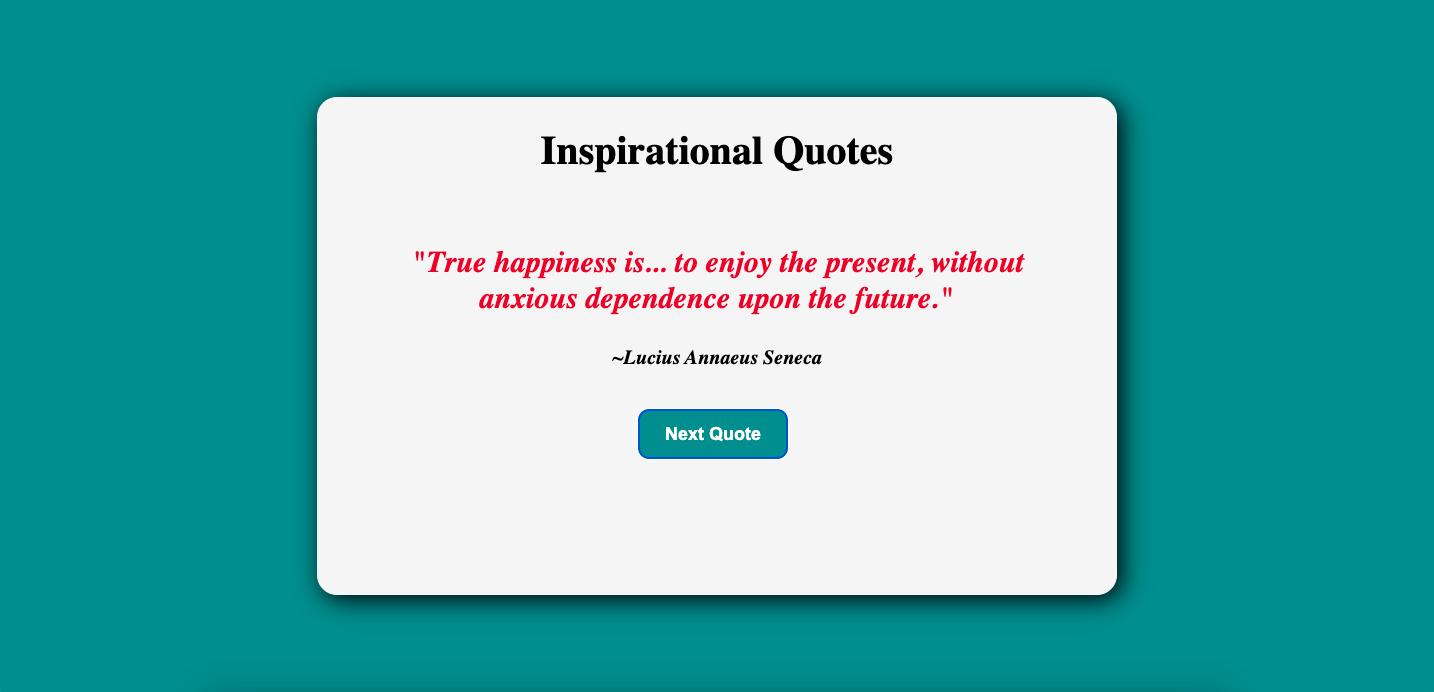 Inspirational Quotes
"True happiness is... to enjoy the present, without
anxious dependence upon the future."
~Lucius Annaeus Seneca
Next Quote